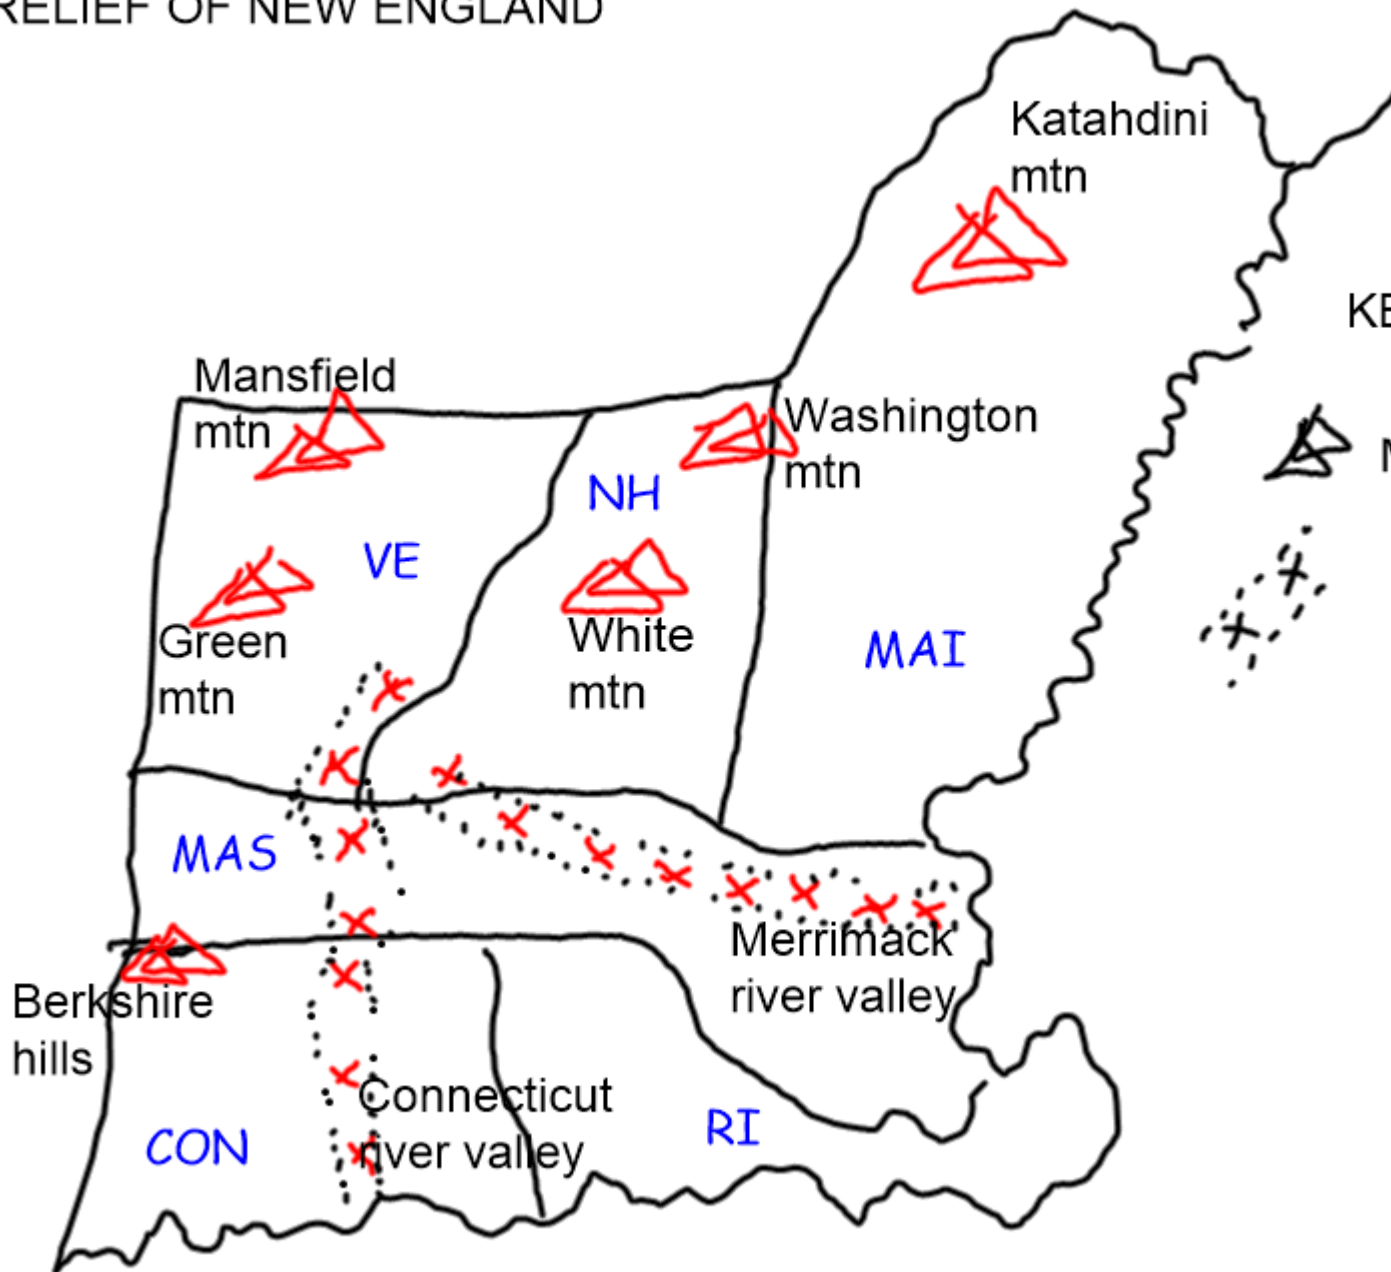 RELIEF OF NEW ENGLAND
Katahdini
mtn
Mansfield
mtn
Washington
mtn
NH
VE
Green
mtn
White
mtn
MAI
MAS
Merrimack
river valley
Berkshire
hills
Connecticut
river valley
RI
CON